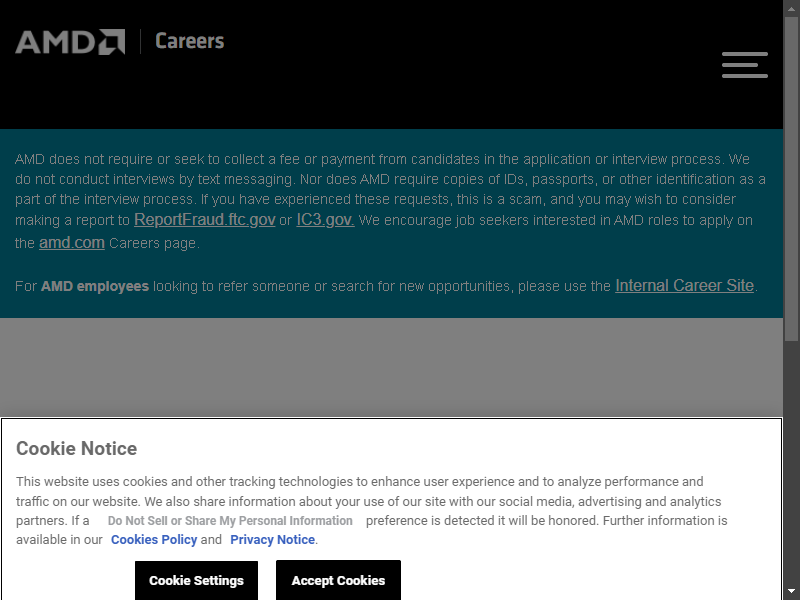 AMD Careers
AMD does not require or seek to collect a fee or payment from candidates in the application or interview process. We
do not conduct interviews by text messaging. Nor does AMD require copies of IDs, passports, or other identification as a
part of the interview process. If you have experienced these requests, this is a scam, and you may wish to consider
making a report to ReportFraud.ftc.gov or IC3.gov. We encourage job seekers interested in AMD roles to apply on
the amd.com Careers page.
For AMD employees looking to refer someone or search for new opportunities, please use the Internal Career Site.
Cookie Notice
This website uses cookies and other tracking technologies to enhance user experience and to analyze performance and
traffic on our website. We also share information about your use of our site with our social media, advertising and analytics
partners. If a Do Not Sell or Share My Personal Information preference is detected it will be honored. Further information is
available in our Cookies Policy and Privacy Notice.
Cookie Settings Accept Cookies